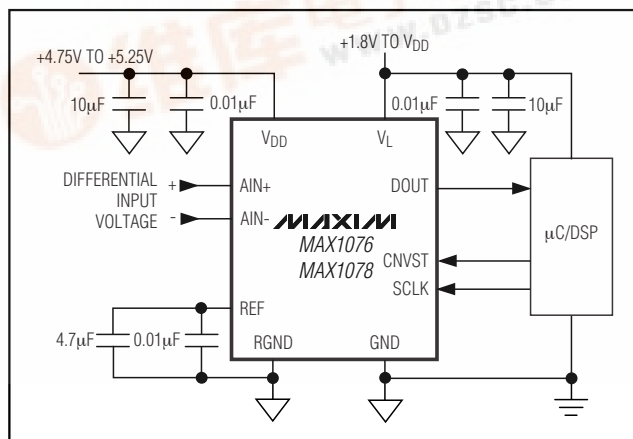 +4.75V TO +5.25V
+1.8V TO VDD
10µF
0.01µF
0.01µF
10µF
VDD
VL
DIFFERENTIAL
INPUT
VOLTAGE
+
-
AIN+
AIN-
DOUT
MAXIM
MAX1076
MAX1078
µC/DSP
CNVST
SCLK
REF
4.7µF
0.01µF
RGND
GND